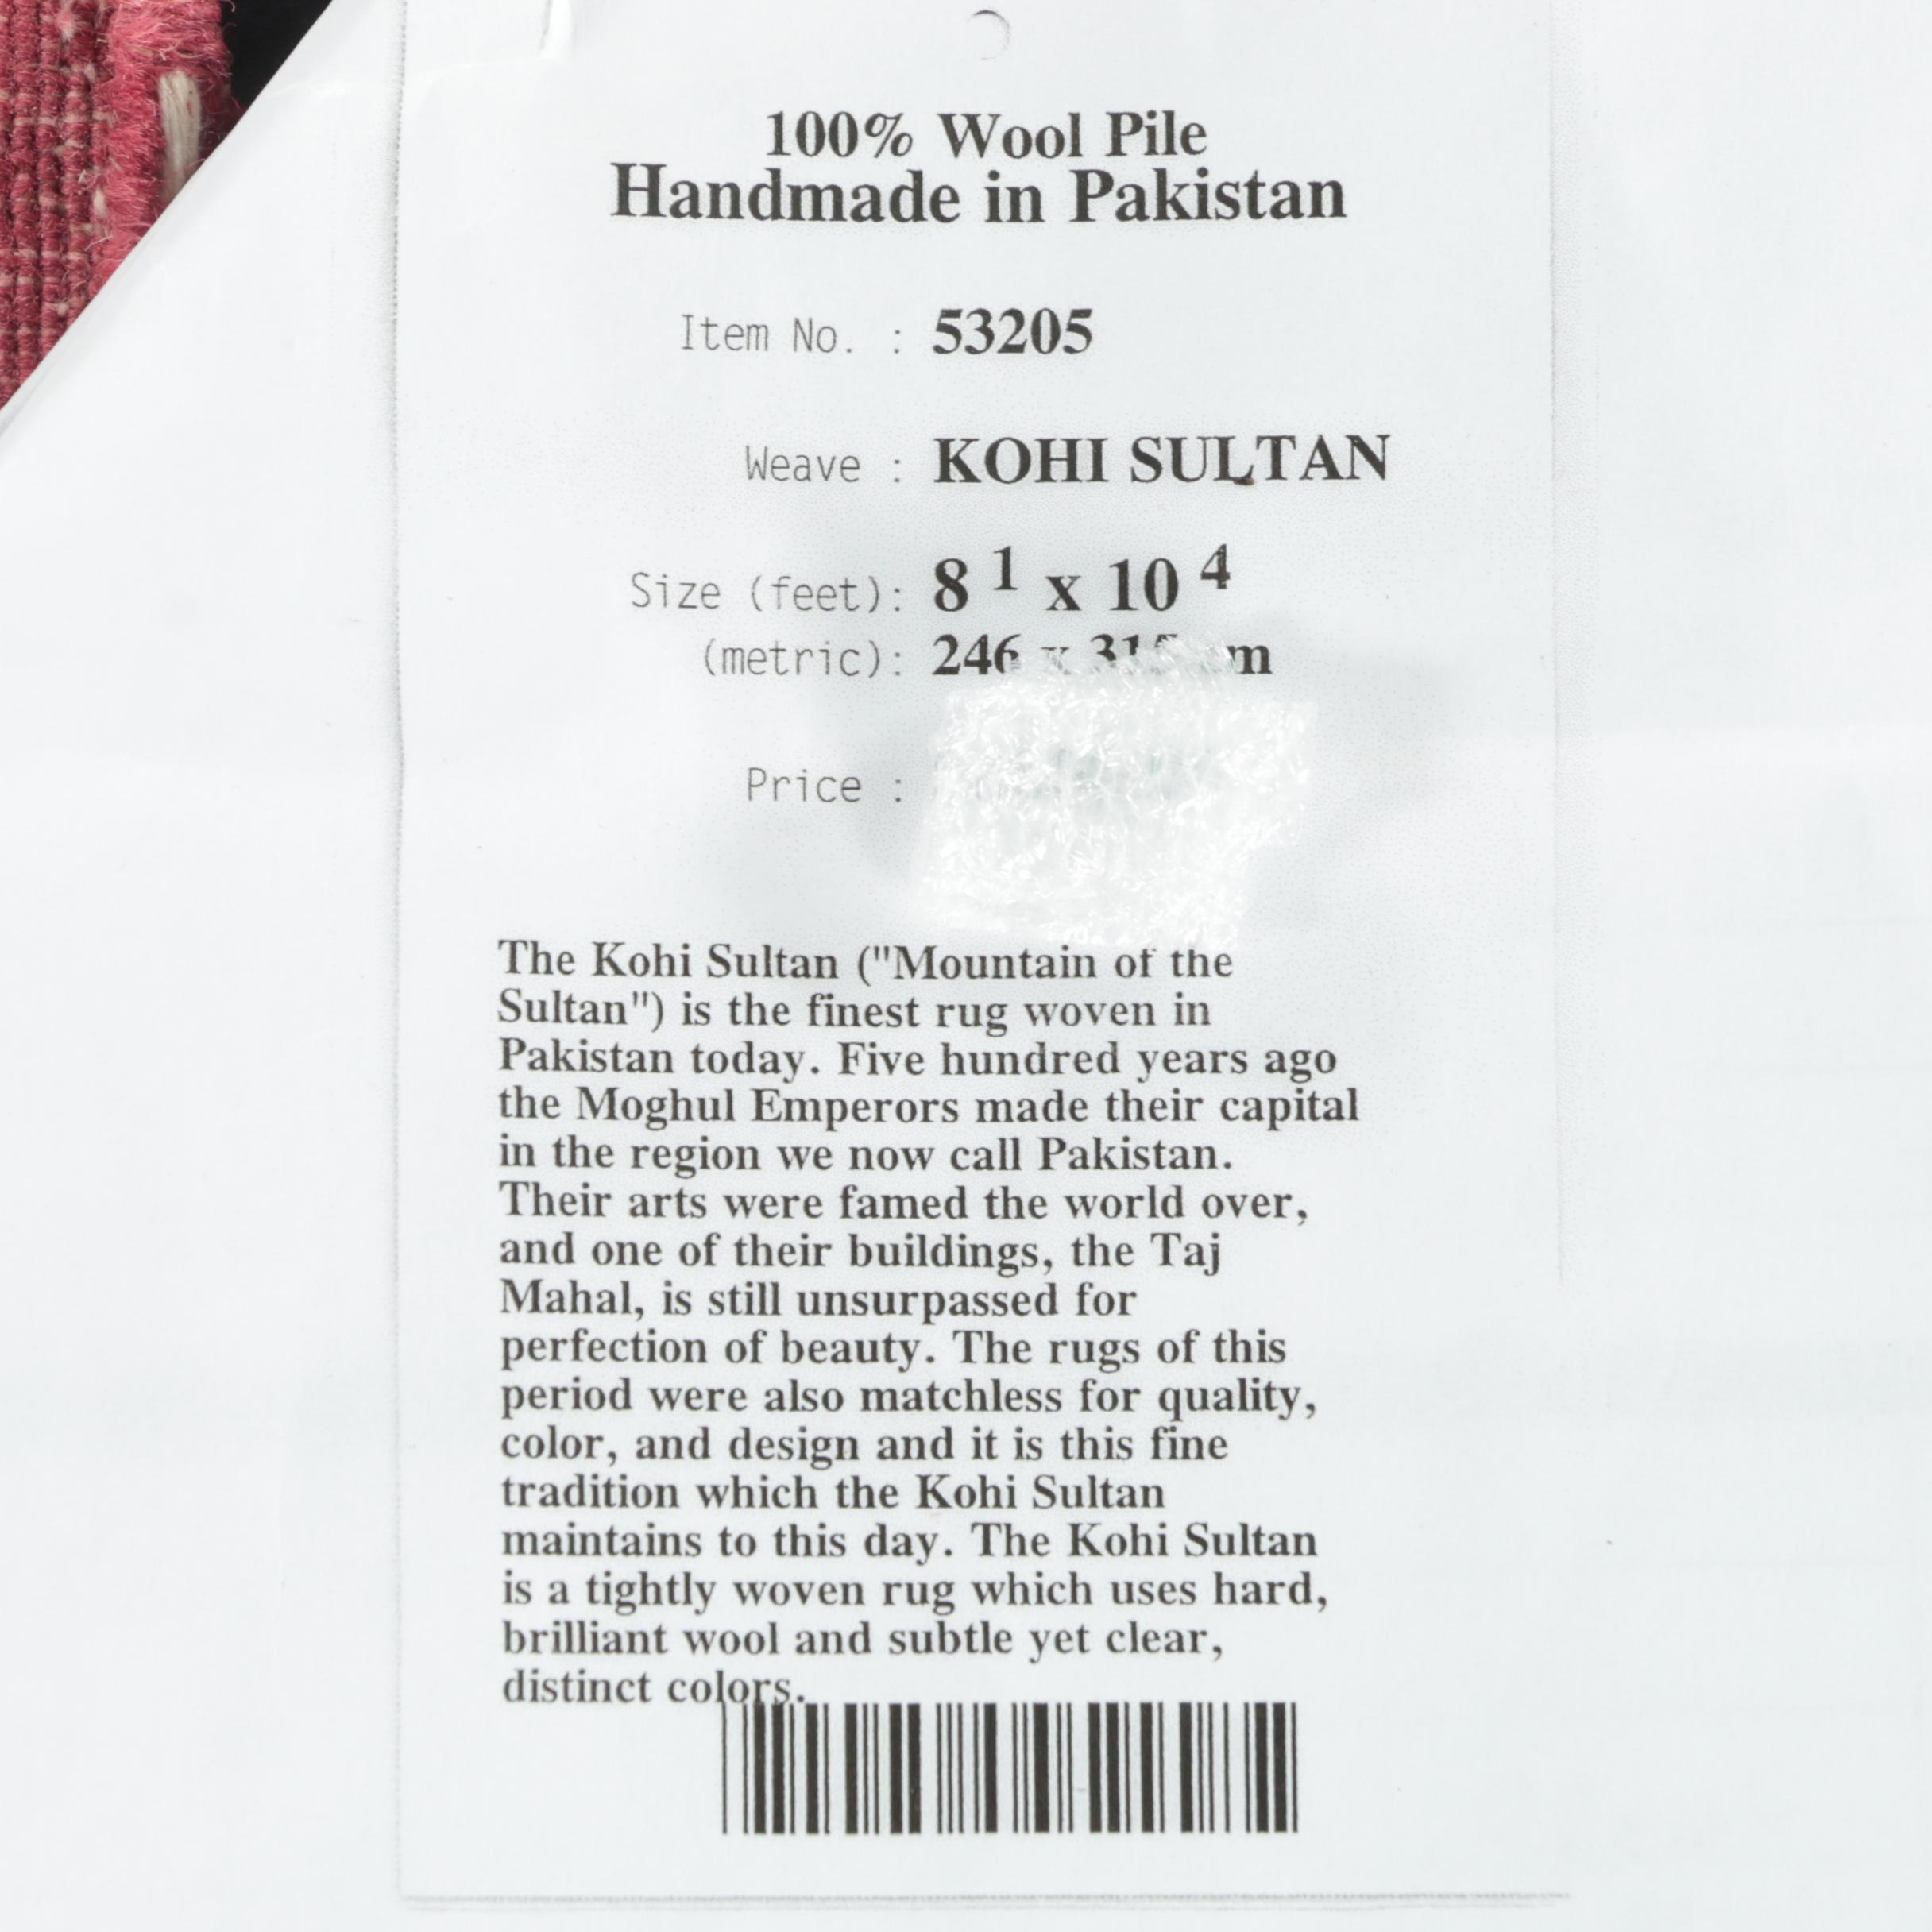 100% Wool Pile
Handmade in Pakistan
Item No. : 53205
Weave : KOHI SULTAN
Size (feet): 8 1 x 10 4
(metric): 246 x 315 cm
Price :
The Kohi Sultan ("Mountain of the
Sultan") is the finest rug woven in
Pakistan today. Five hundred years ago
the Moghul Emperors made their capital
in the region we now call Pakistan.
Their arts were famed the world over,
and one of their buildings, the Taj
Mahal, is still unsurpassed for
perfection of beauty. The rugs of this
period were also matchless for quality,
color, and design and it is this fine
tradition which the Kohi Sultan
maintains to this day. The Kohi Sultan
is a tightly woven rug which uses hard,
brilliant wool and subtle yet clear,
distinct colors.